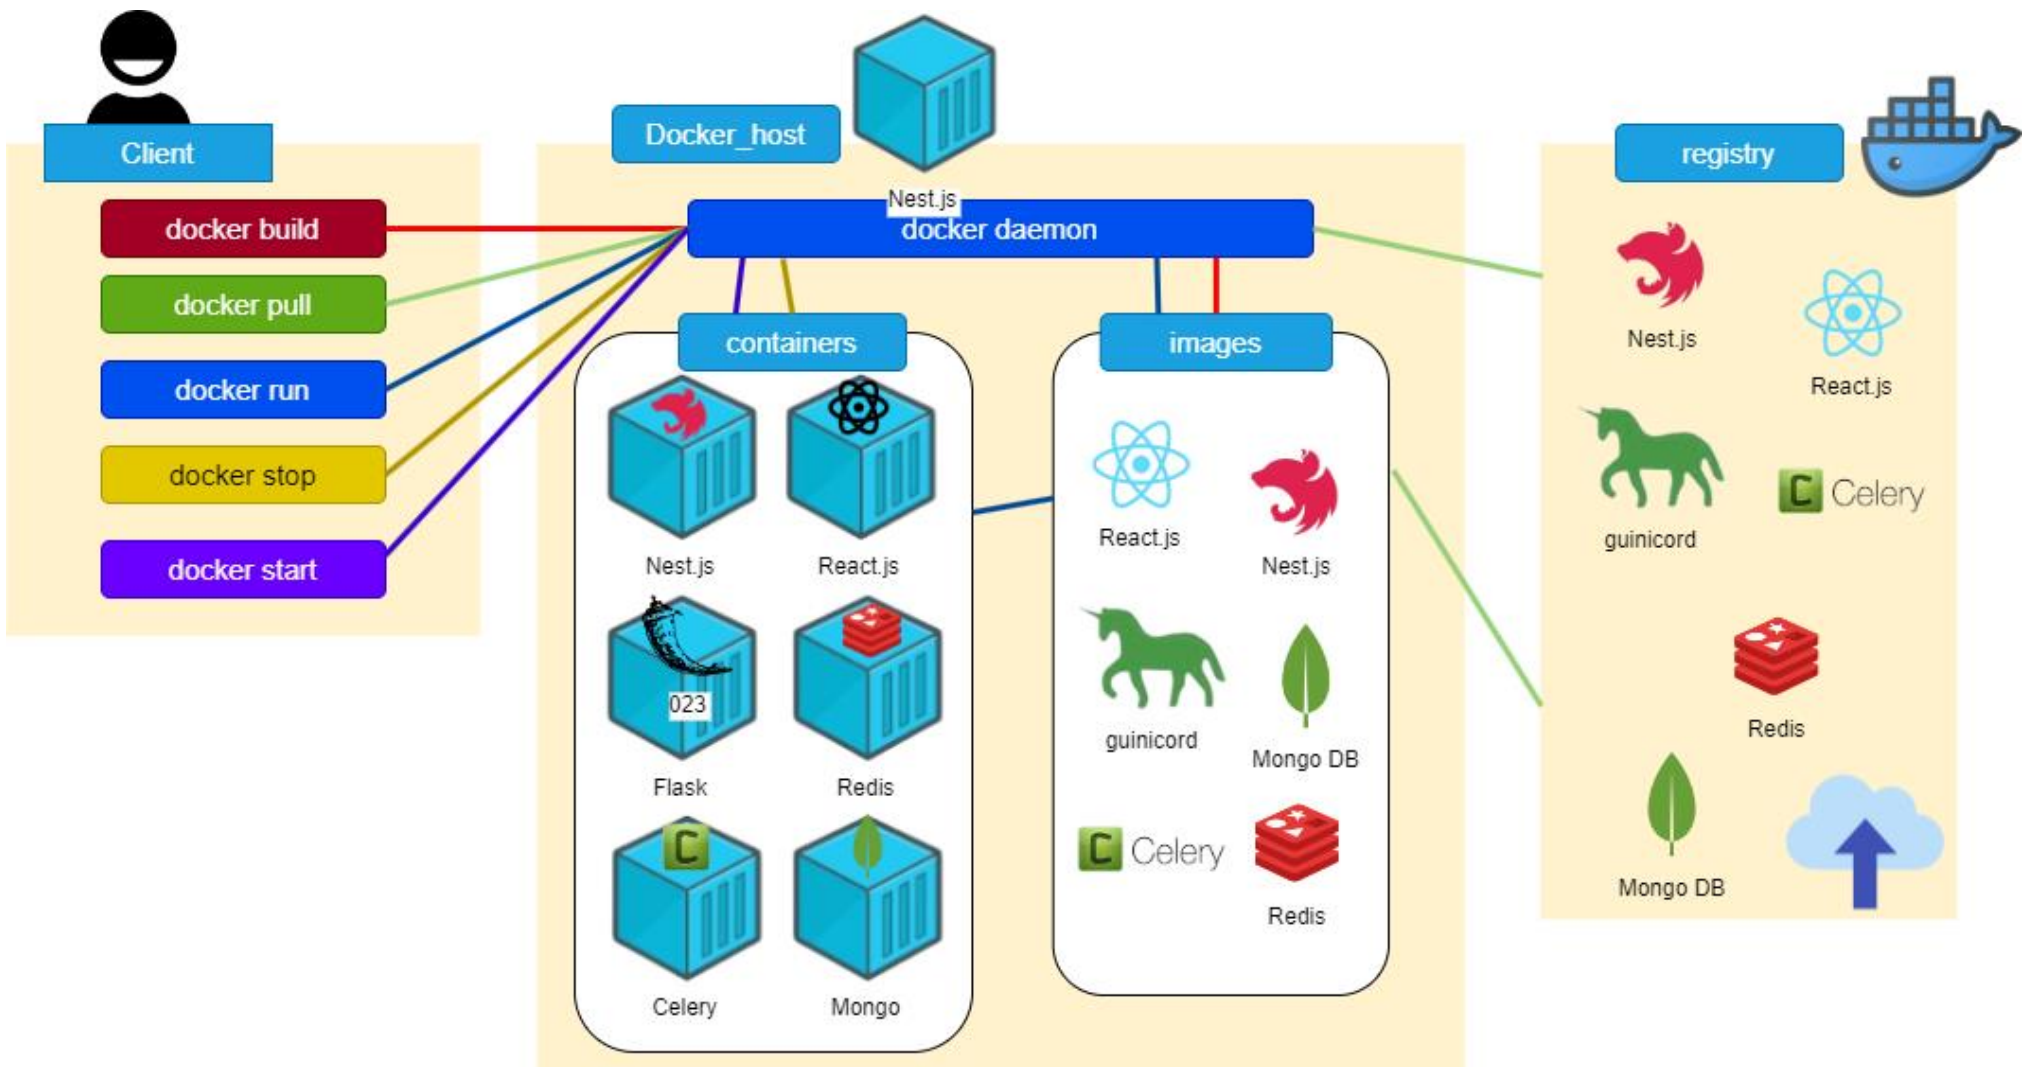 Client
docker build
docker pull
docker run
docker stop
docker start
Docker_host
Nest.js
docker daemon
containers
Nest.js
React.js
023
Flask
Redis
C
Celery
Mongo
images
React.js
Nest.js
guinicord
Mongo DB
C Celery
Redis
registry
Nest.js
React.js
guinicord
C Celery
Redis
Mongo DB